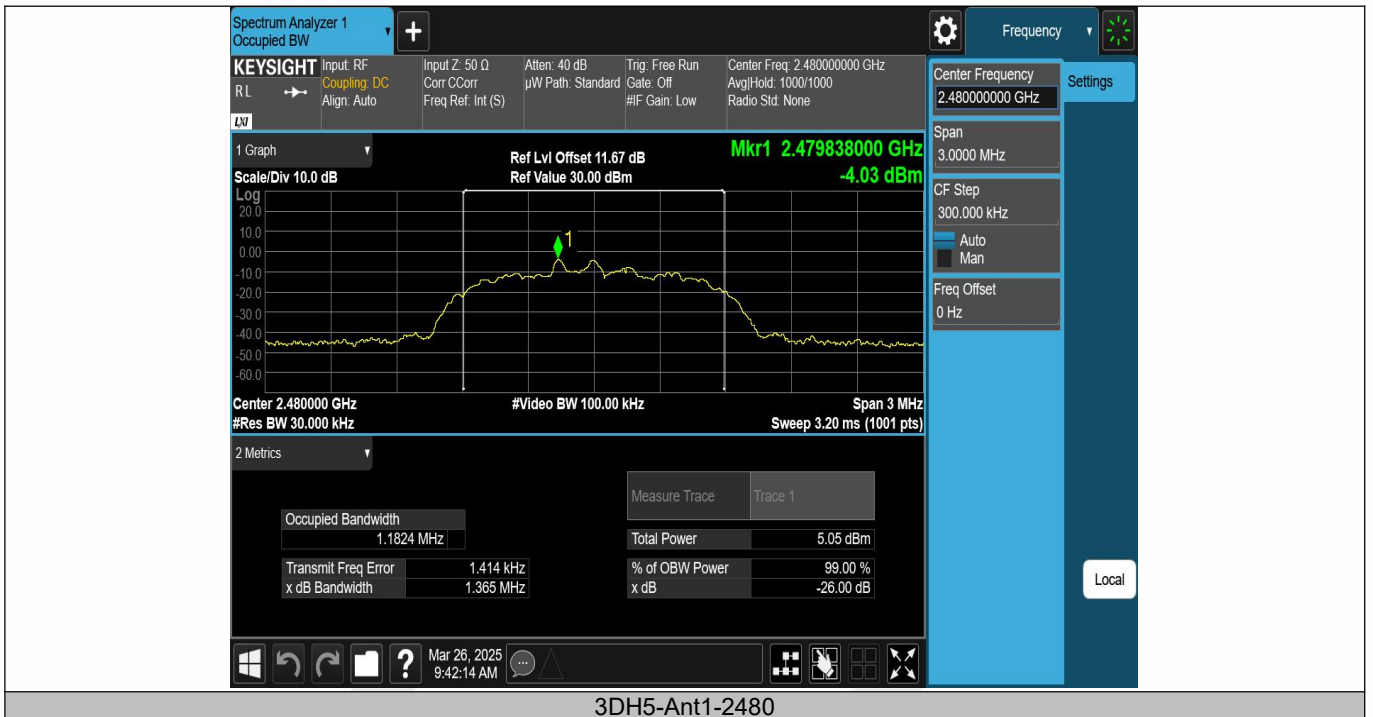 Spectrum Analyzer 1
Occupied BW
+
Frequency
KEYSIGHT
RL
LXI
Input: RF
Coupling: DC
Align: Auto
Input Z: 50 Ω
Corr CCorr
Freq Ref: Int (S)
Atten: 40 dB
µW Path: Standard
Trig: Free Run
Gate: Off
#IF Gain: Low
Center Freq: 2.480000000 GHz
Avg|Hold: 1000/1000
Radio Std: None
Center Frequency
2.480000000 GHz
Settings
Span
3.0000 MHz
CF Step
300.000 kHz
Auto
Man
Freq Offset
0 Hz
Local
1 Graph
Scale/Div 10.0 dB
Ref Lvl Offset 11.67 dB
Ref Value 30.00 dBm
Mkr1 2.479838000 GHz
-4.03 dBm
Log
20.0
10.0
0.00
-10.0
-20.0
-30.0
-40.0
-50.0
-60.0
1
Center 2.480000 GHz
#Video BW 100.00 kHz
Span 3 MHz
#Res BW 30.000 kHz
Sweep 3.20 ms (1001 pts)
2 Metrics
Measure Trace Trace 1
Occupied Bandwidth
1.1824 MHz
Total Power 5.05 dBm
Transmit Freq Error 1.414 kHz
% of OBW Power 99.00 %
x dB Bandwidth 1.365 MHz
x dB -26.00 dB
?
Mar 26, 2025
9:42:14 AM
3DH5-Ant1-2480